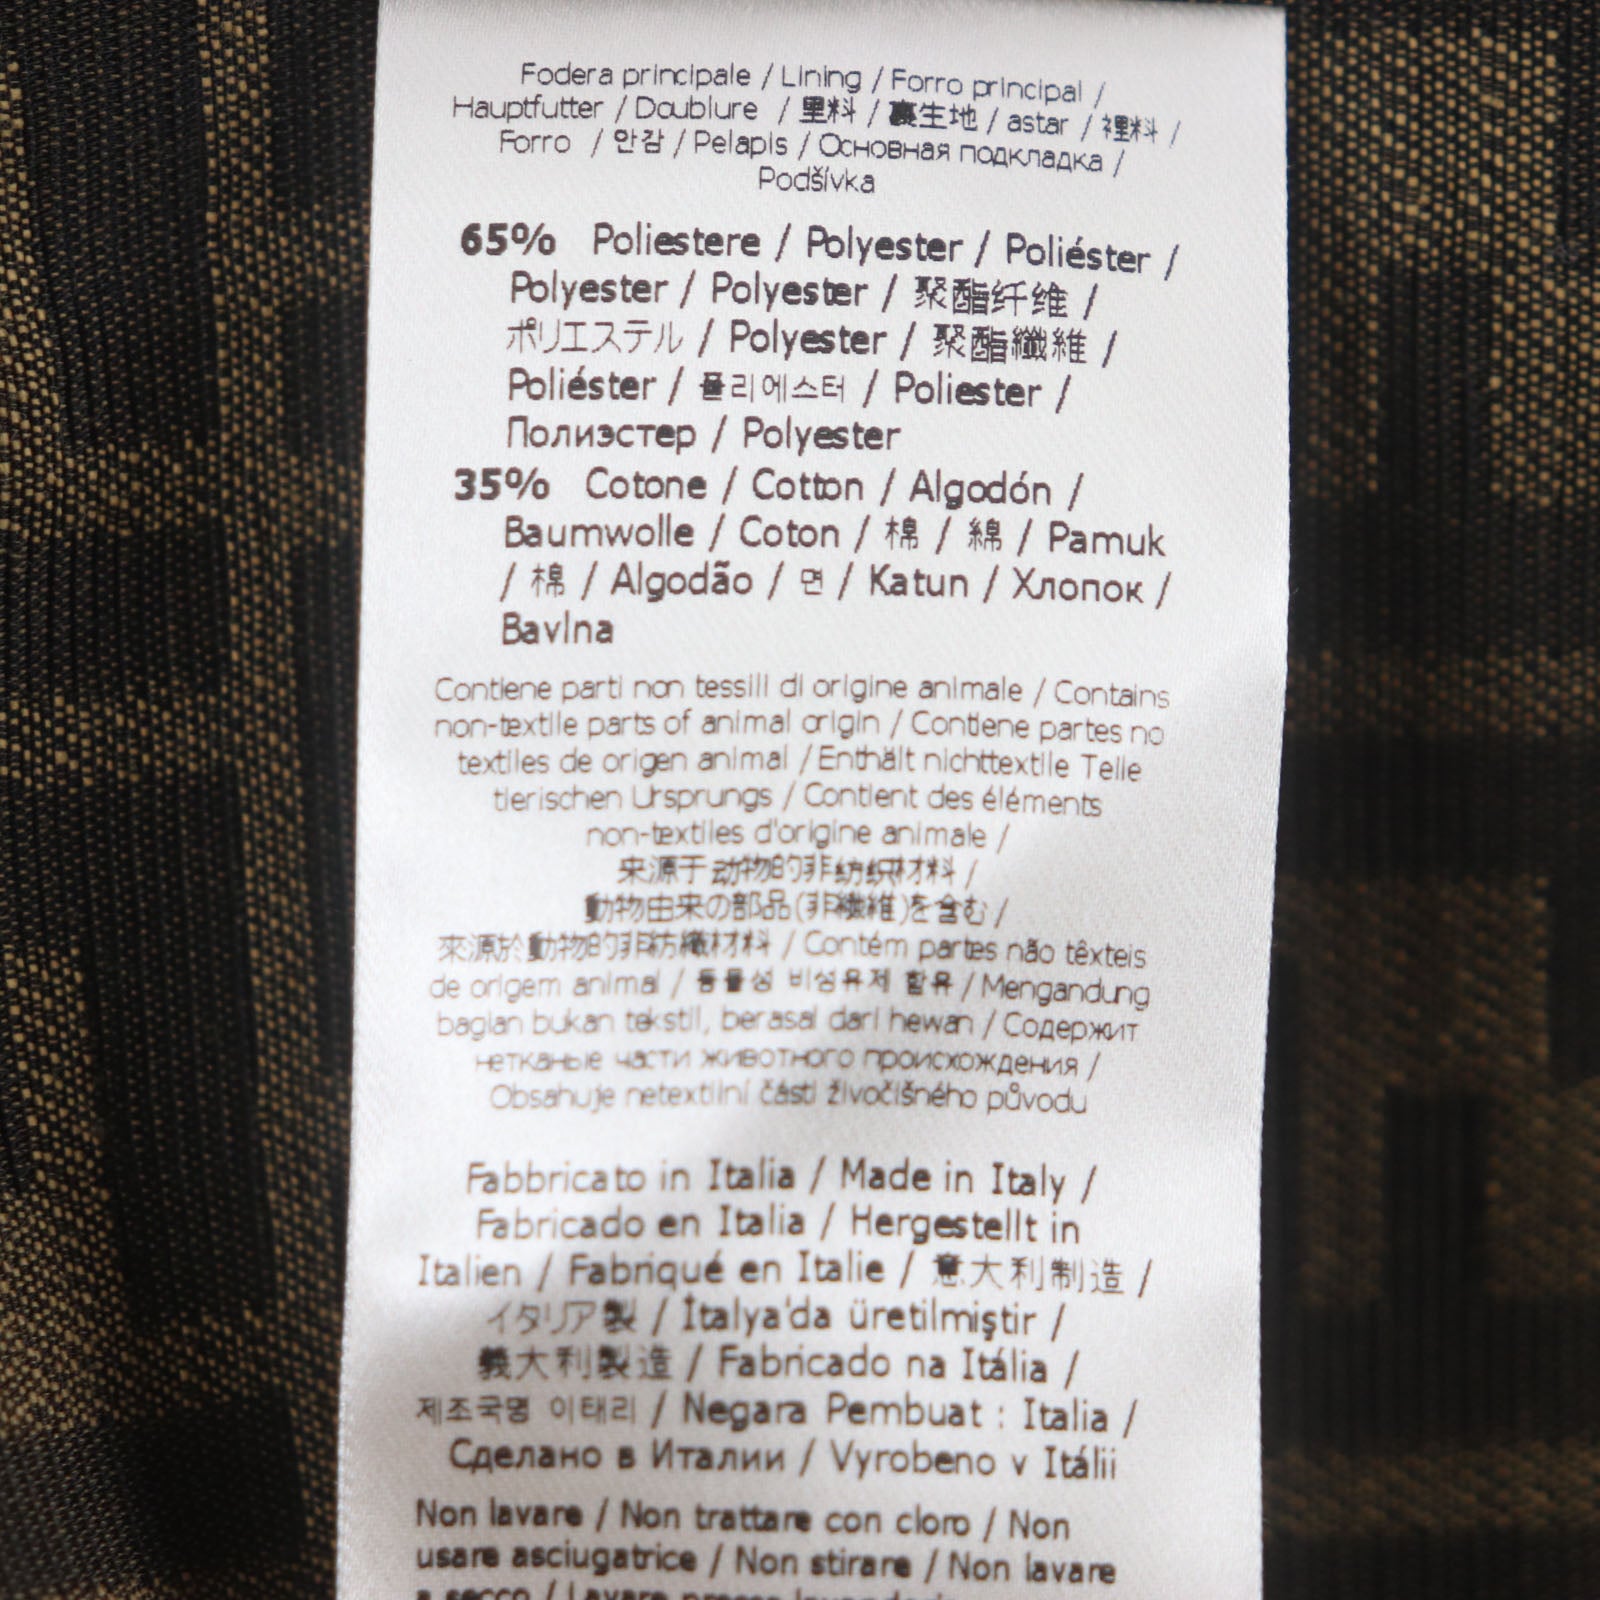 Fodera principale / Lining / Forro principal /
Hauptfutter / Doublure / 里料 / 裏生地 / astar / 裡料 /
Forro / 안감 / Pelapis / Основная подкладка /
Podšívka
65% Poliestere / Polyester / Poliéster /
Polyester / Polyester / 聚酯纤维 /
ポリエステル / Polyester / 聚酯纖維 /
Poliéster / 폴리에스터 / Poliester /
Полиэстер / Polyester
35% Cotone / Cotton / Algodón /
Baumwolle / Coton / 棉 / 綿 / Pamuk
/ 棉 / Algodão / 면 / Katun / Хлопок /
Bavlna
Contiene parti non tessili di origine animale / Contains
non-textile parts of animal origin / Contiene partes no
textiles de origen animal / Enthält nichttextile Teile
tierischen Ursprungs / Contient des éléments
non-textiles d'origine animale /
来源于动物的非纺织材料 /
動物由来の部品(非繊維)を含む /
來源於動物的非紡織材料 / Contém partes não têxteis
de origem animal / 동물성 비섬유제 함유 / Mengandung
bagian bukan tekstil, berasal dari hewan / Содержит
нетканые части животного происхождения /
Obsahuje netextilní části živočišného původu
Fabbricato in Italia / Made in Italy /
Fabricado en Italia / Hergestellt in
Italien / Fabriqué en Italie / 意大利制造 /
イタリア製 / İtalya'da üretilmiştir /
義大利製造 / Fabricado na Itália /
제조국명 이태리 / Negara Pembuat : Italia /
Сделано в Италии / Vyrobeno v Itálii
Non lavare / Non trattare con cloro / Non
usare asciugatrice / Non stirare / Non lavare
a secco / Lavare presso